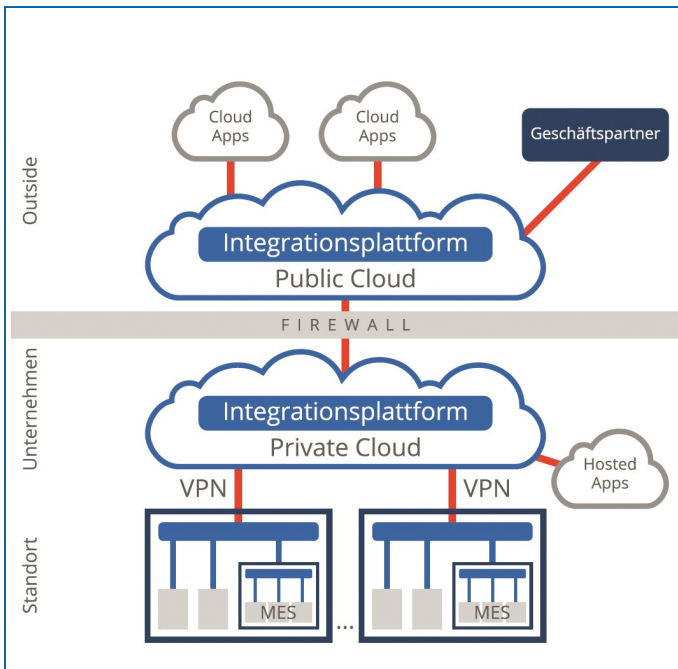 Cloud
Apps
Cloud
Apps
Geschäftspartner
Outside
Integrationsplattform
Public Cloud
FIREWALL
Unternehmen
Integrationsplattform
Private Cloud
Hosted
Apps
VPN
VPN
Standort
MES
...
MES